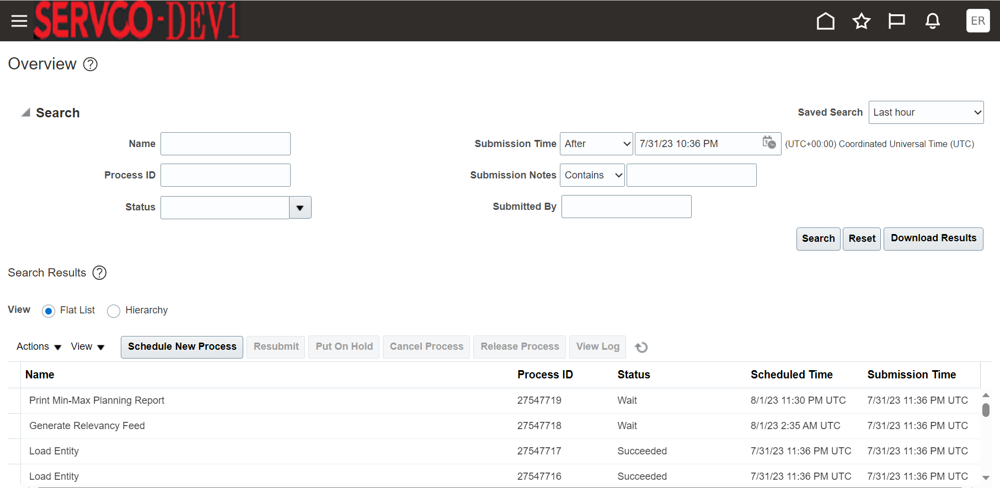 SERVCO-DEV1
ER
Overview ?
Search
Saved Search Last hour
Name
Submission Time After 7/31/23 10:36 PM (UTC+00:00) Coordinated Universal Time (UTC)
Process ID
Submission Notes Contains
Status
Submitted By
Search Reset Download Results
Search Results ?
View Flat List Hierarchy
Actions View Schedule New Process Resubmit Put On Hold Cancel Process Release Process View Log
Name Process ID Status Scheduled Time Submission Time
Print Min-Max Planning Report 27547719 Wait 8/1/23 11:30 PM UTC 7/31/23 11:36 PM UTC
Generate Relevancy Feed 27547718 Wait 8/1/23 2:35 AM UTC 7/31/23 11:36 PM UTC
Load Entity 27547717 Succeeded 7/31/23 11:36 PM UTC 7/31/23 11:36 PM UTC
Load Entity 27547716 Succeeded 7/31/23 11:36 PM UTC 7/31/23 11:36 PM UTC